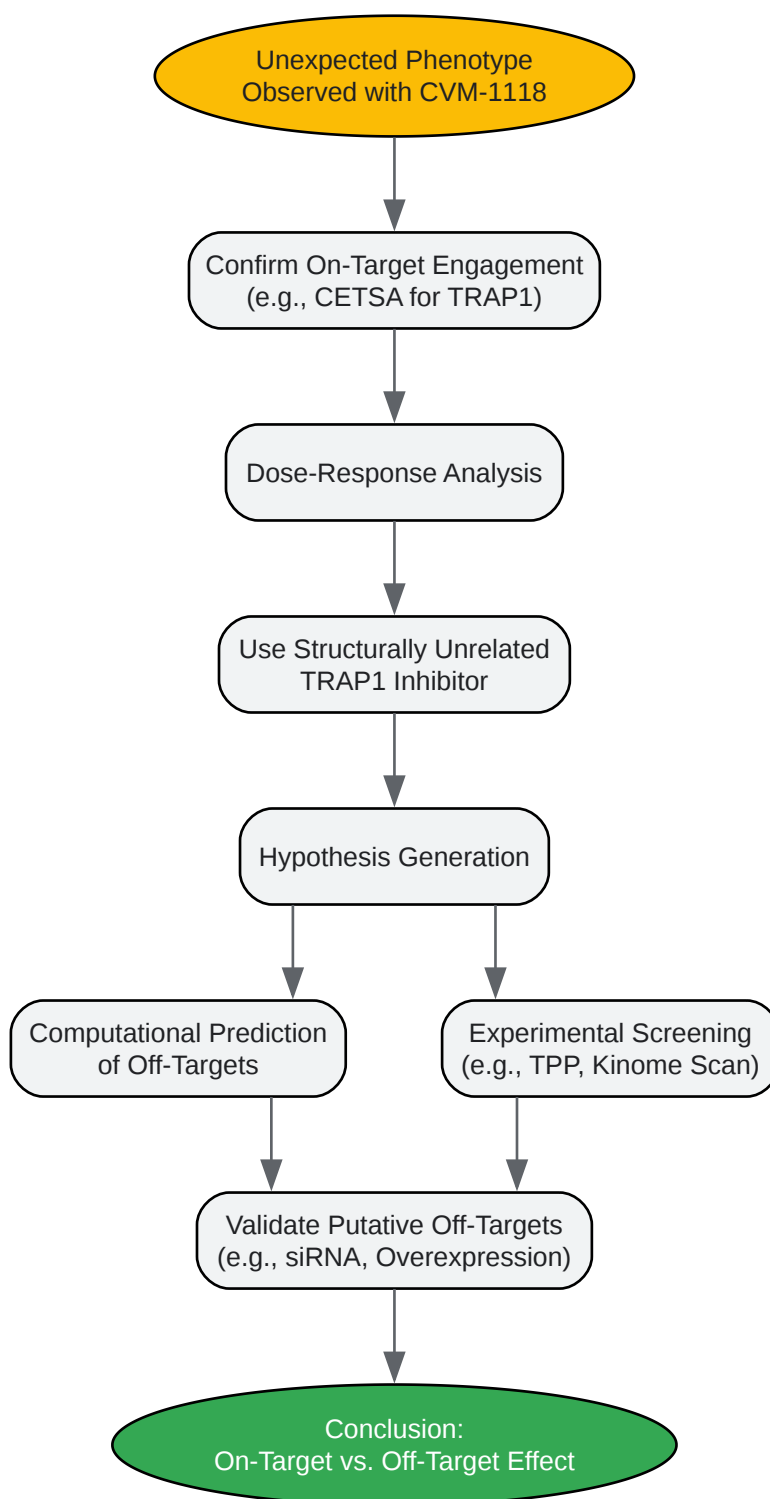 Unexpected Phenotype
Observed with CVM-1118
Confirm On-Target Engagement
(e.g., CETSA for TRAP1)
Dose-Response Analysis
Use Structurally Unrelated
TRAP1 Inhibitor
Hypothesis Generation
Computational Prediction
of Off-Targets
Experimental Screening
(e.g., TPP, Kinome Scan)
Validate Putative Off-Targets
(e.g., siRNA, Overexpression)
Conclusion:
On-Target vs. Off-Target Effect